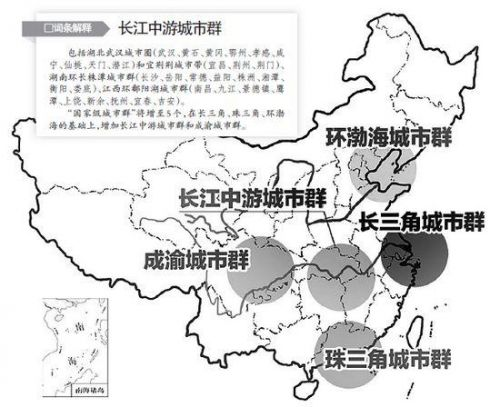 □词条解释
长江中游城市群
包括湖北武汉城市圈(武汉、黄石、黄冈、鄂州、孝感、咸
宁、仙桃、天门、潜江)和宜荆荆城市带(宜昌、荆州、荆门)、
湖南环长株潭城市群(长沙、岳阳、常德、益阳、株洲、湘潭、
衡阳、娄底)、江西环鄱阳湖城市群(南昌、九江、景德镇、鹰
潭、上饶、新余、抚州、宜春、吉安)。
“国家级城市群”将增至5个，在长三角、珠三角、环渤
海的基础上，增加长江中游城市群和成渝城市群。
环渤海城市群
长江中游城市群
长三角城市群
成渝城市群
珠三角城市群
南
海
南海诸岛